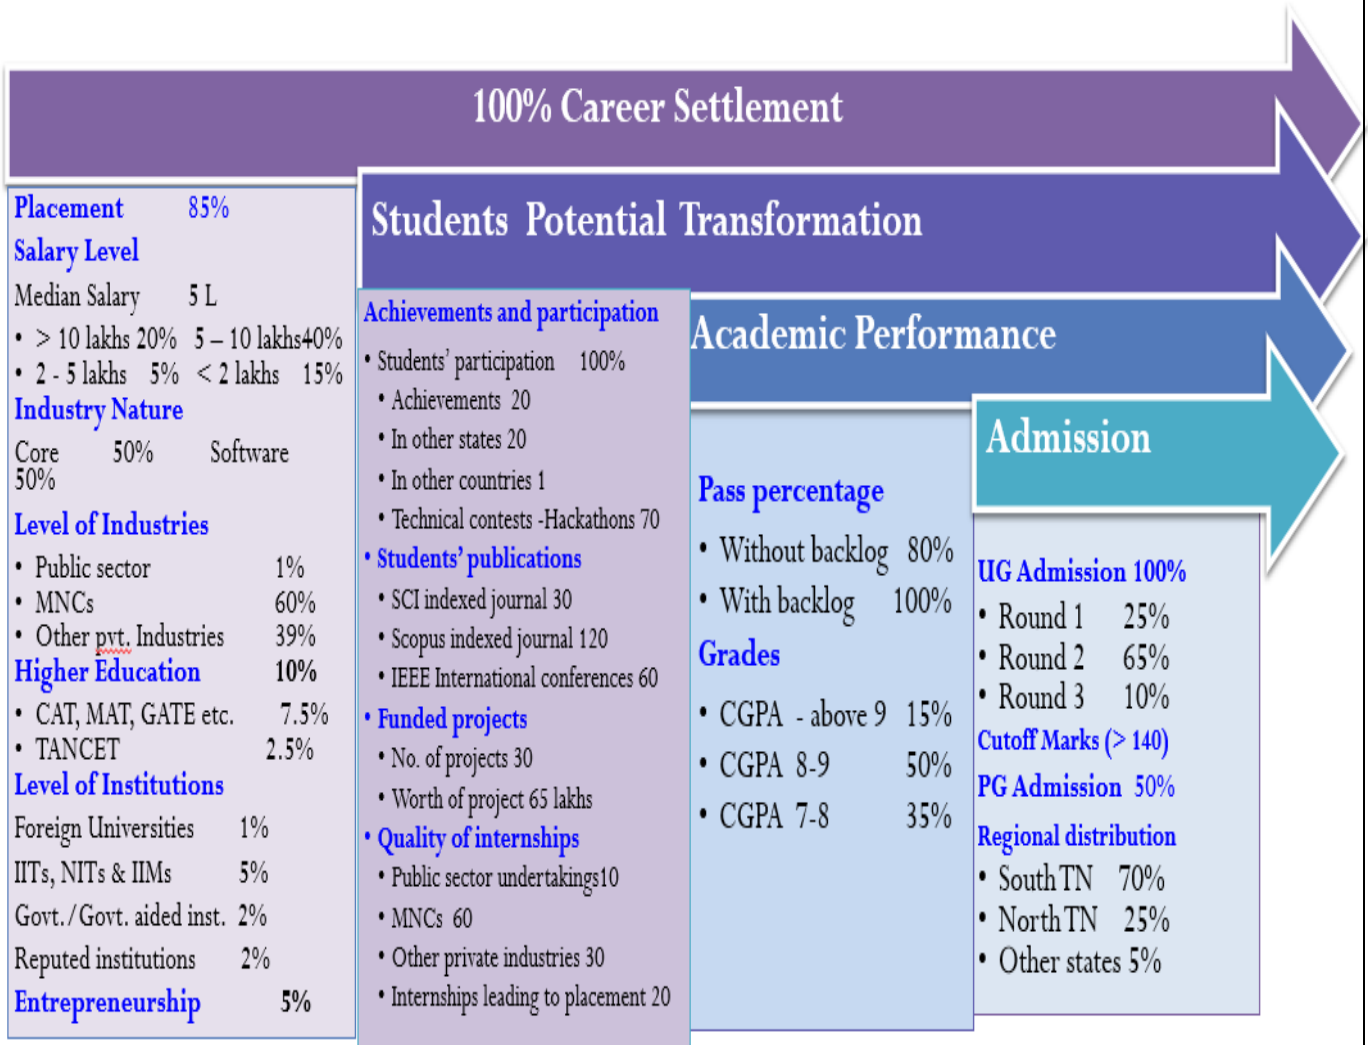 100% Career Settlement
Placement 85%
Salary Level
Median Salary 5 L
• > 10 lakhs 20% 5 – 10 lakhs40%
• 2 - 5 lakhs 5% < 2 lakhs 15%
Industry Nature
Core 50% Software
50%
Level of Industries
• Public sector 1%
• MNCs 60%
• Other pvt. Industries 39%
Higher Education 10%
• CAT, MAT, GATE etc. 7.5%
• TANCET 2.5%
Level of Institutions
Foreign Universities 1%
IITs, NITs & IIMs 5%
Govt./Govt. aided inst. 2%
Reputed institutions 2%
Entrepreneurship 5%
Students Potential Transformation
Achievements and participation
• Students' participation 100%
• Achievements 20
• In other states 20
• In other countries 1
• Technical contests -Hackathons 70
• Students' publications
• SCI indexed journal 30
• Scopus indexed journal 120
• IEEE International conferences 60
• Funded projects
• No. of projects 30
• Worth of project 65 lakhs
• Quality of internships
• Public sector undertakings10
• MNCs 60
• Other private industries 30
• Internships leading to placement 20
Academic Performance
Pass percentage
• Without backlog 80%
• With backlog 100%
Grades
• CGPA - above 9 15%
• CGPA 8-9 50%
• CGPA 7-8 35%
Admission
UG Admission 100%
• Round 1 25%
• Round 2 65%
• Round 3 10%
Cutoff Marks (> 140)
PG Admission 50%
Regional distribution
• South TN 70%
• North TN 25%
• Other states 5%